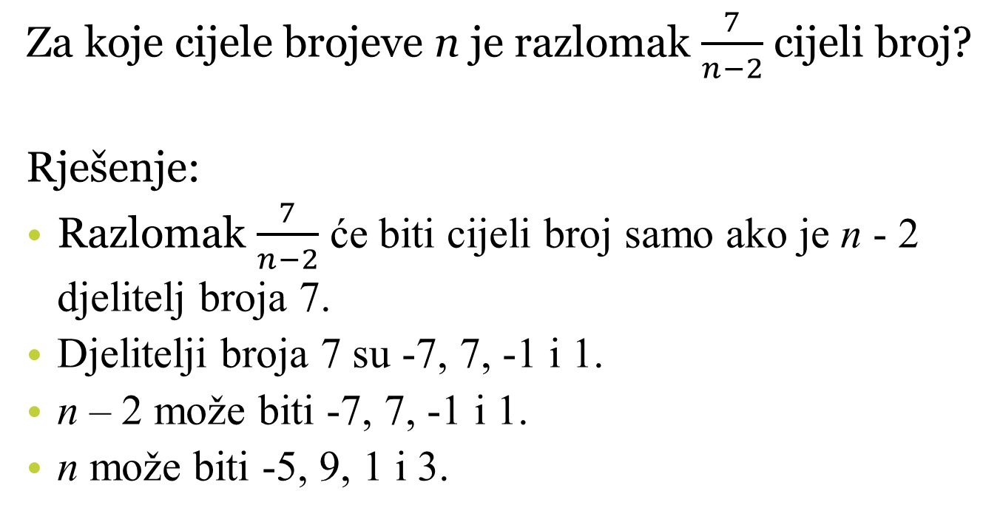 Za koje cijele brojeve n je razlomak 7/(n−2) cijeli broj?
Rješenje:
• Razlomak 7/(n−2) će biti cijeli broj samo ako je n - 2
djelitelj broja 7.
• Djelitelji broja 7 su -7, 7, -1 i 1.
• n – 2 može biti -7, 7, -1 i 1.
• n može biti -5, 9, 1 i 3.